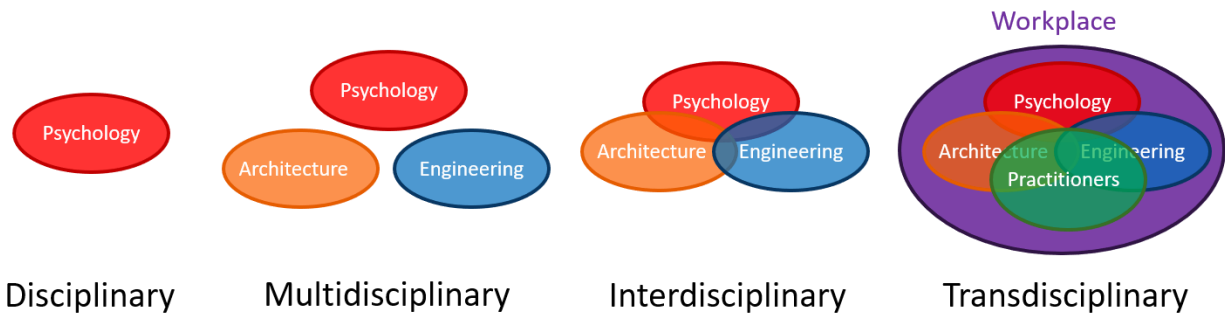 Workplace
Psychology
Psychology
Architecture
Engineering
Psychology
Architecture
Engineering
Psychology
Architecture
Engineering
Practitioners
Disciplinary
Multidisciplinary
Interdisciplinary
Transdisciplinary